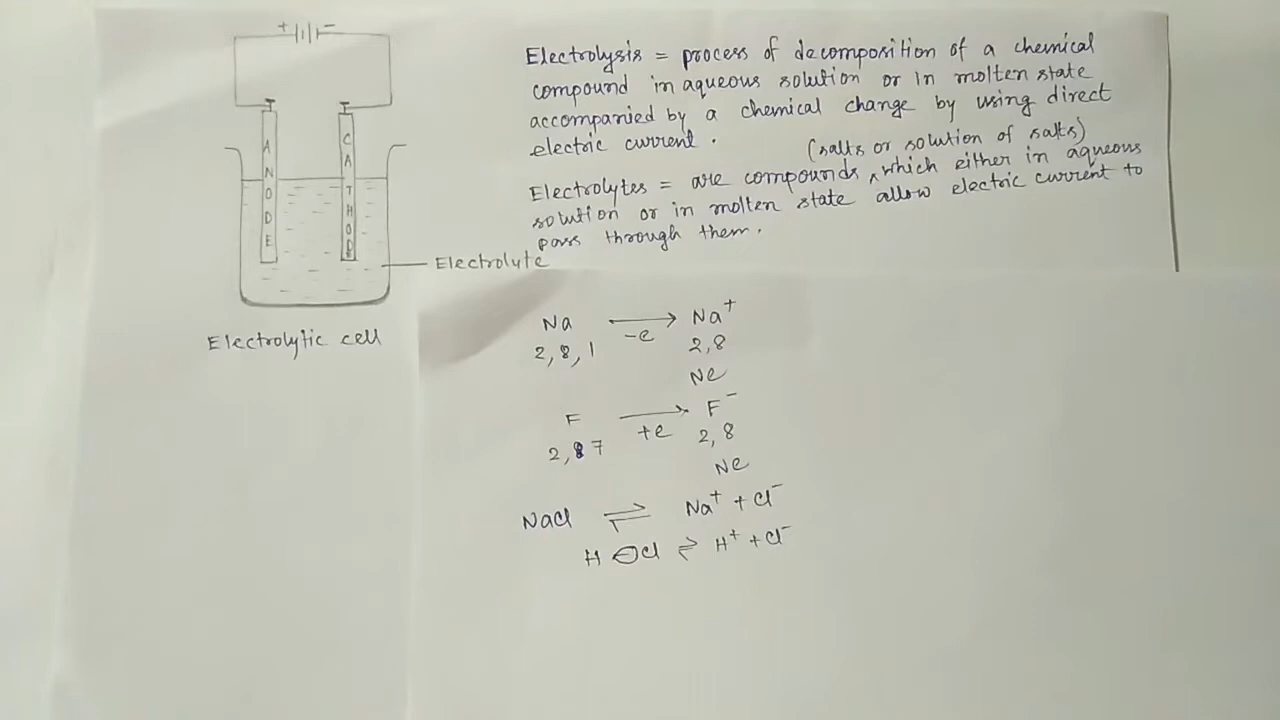 + −
ANODE
CATHODE
Electrolyte
Electrolytic cell
Electrolysis = process of decomposition of a chemical
compound in aqueous solution or in molten state
accompanied by a chemical change by using direct
electric current.
(salts or solution of salts)
Electrolytes = are compounds ‸ which either in aqueous
solution or in molten state allow electric current to
pass through them.
Na ⟶ Na⁺
−e
2, 8, 1 2, 8
Ne
F ⟶ F⁻
+e
2, 7 2, 8
Ne
NaCl ⇌ Na⁺ + Cl⁻
H Cl ⇌ H⁺ + Cl⁻